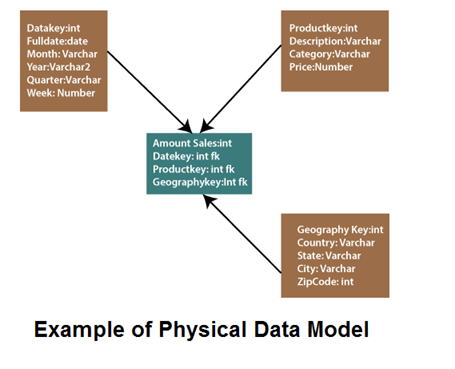 Datakey:int
Fulldate:date
Month: Varchar
Year:Varchar2
Quarter:Varchar
Week: Number
Productkey:int
Description:Varchar
Category:Varchar
Price:Number
Amount Sales:int
Datekey: int fk
Productkey: int fk
Geographykey:Int fk
Geography Key:int
Country: Varchar
State: Varchar
City: Varchar
ZipCode: int
Example of Physical Data Model